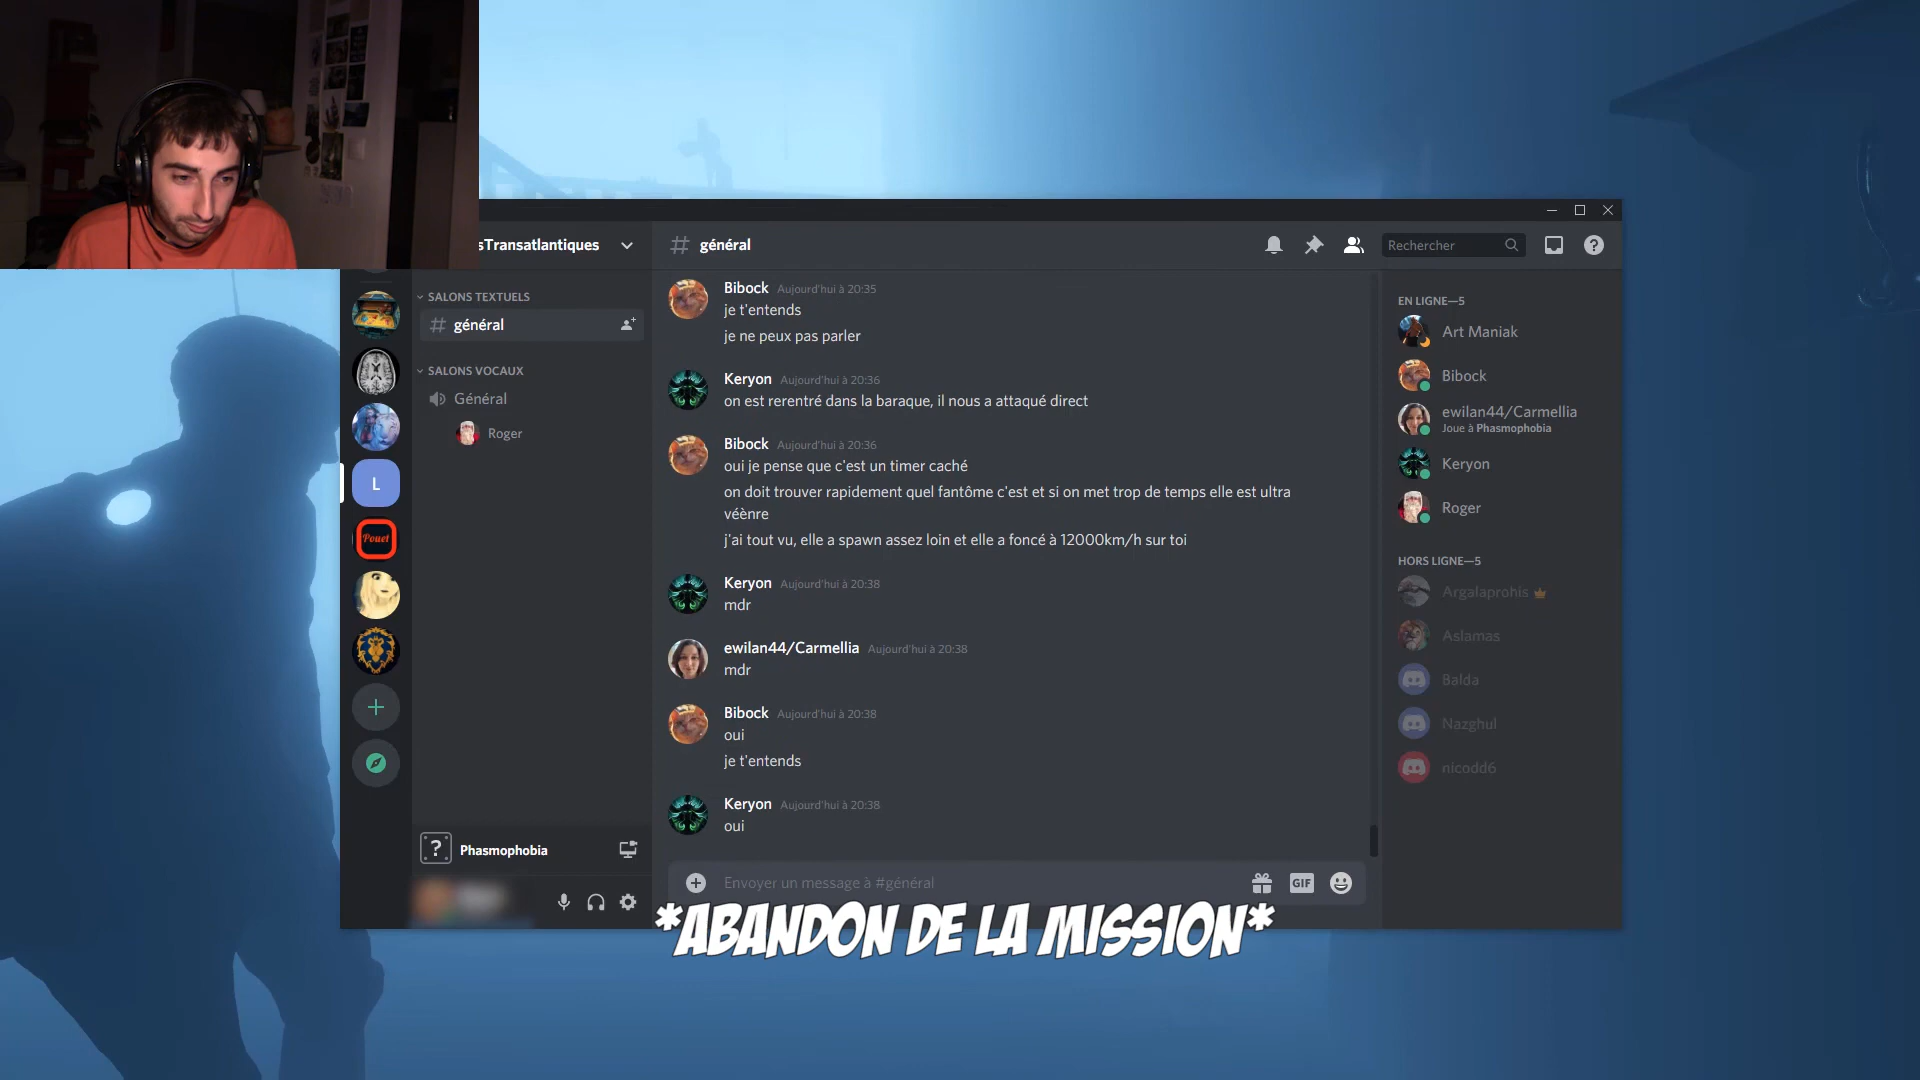 sTransatlantiques
général
Rechercher
SALONS TEXTUELS
général
SALONS VOCAUX
Général
Roger
L
Pouet
Phasmophobia
Bibock Aujourd'hui à 20:35
je t'entends
je ne peux pas parler
Keryon Aujourd'hui à 20:36
on est rerentré dans la baraque, il nous a attaqué direct
Bibock Aujourd'hui à 20:36
oui je pense que c'est un timer caché
on doit trouver rapidement quel fantôme c'est et si on met trop de temps elle est ultra
véènre
j'ai tout vu, elle a spawn assez loin et elle a foncé à 12000km/h sur toi
Keryon Aujourd'hui à 20:38
mdr
ewilan44/Carmellia Aujourd'hui à 20:38
mdr
Bibock Aujourd'hui à 20:38
oui
je t'entends
Keryon Aujourd'hui à 20:38
oui
Envoyer un message à #général
GIF
EN LIGNE—5
Art Maniak
Bibock
ewilan44/Carmellia
Joue à Phasmophobia
Keryon
Roger
HORS LIGNE—5
Argalaprohis
Aslamas
Balda
Nazghul
nicodd6
*ABANDON DE LA MISSION*